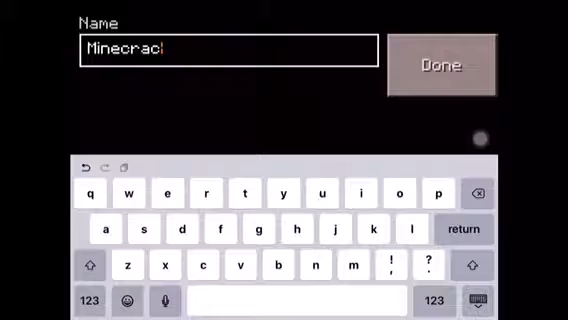 Name
Minecrac
Done
q w e r t y u i o p
a s d f g h j k l return
z x c v b n m ! , ? .
123 123